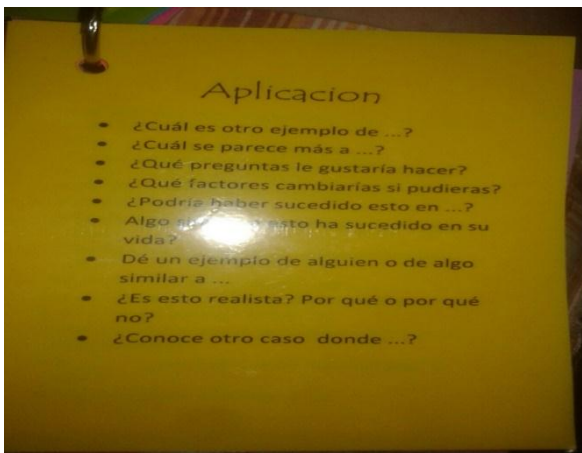 Aplicacion
• ¿Cuál es otro ejemplo de ...?
• ¿Cuál se parece más a ...?
• ¿Qué preguntas le gustaría hacer?
• ¿Qué factores cambiarías si pudieras?
• ¿Podría haber sucedido esto en ...?
• Algo esto ha sucedido en su
vida?
• Dé un ejemplo de alguien o de algo
similar a ...
• ¿Es esto realista? Por qué o por qué
no?
• ¿Conoce otro caso donde ...?